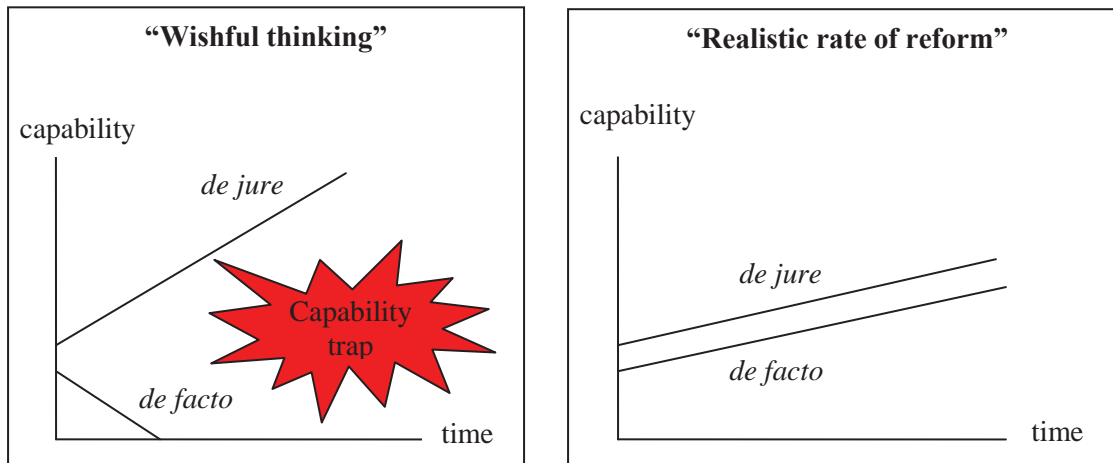 “Wishful thinking”
capability
de jure
Capability
trap
de facto
time
“Realistic rate of reform”
capability
de jure
de facto
time